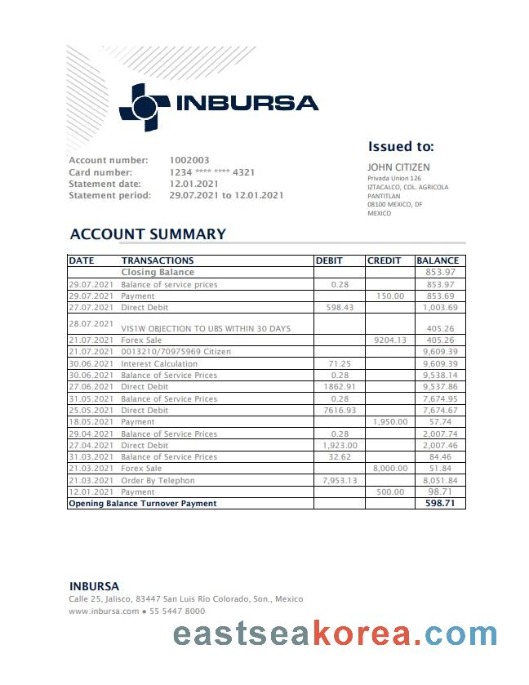 INBURSA
Issued to:
JOHN CITIZEN
Privada Union 126
IZTACALCO, COL. AGRICOLA
PANTITLAN
08100 MEXICO, DF
MEXICO
Account number: 1002003
Card number: 1234 **** **** 4321
Statement date: 12.01.2021
Statement period: 29.07.2021 to 12.01.2021
ACCOUNT SUMMARY
DATE TRANSACTIONS DEBIT CREDIT BALANCE
Closing Balance 853.97
29.07.2021 Balance of service prices 0.28 853.97
29.07.2021 Payment 150.00 853.69
27.07.2021 Direct Debit 598.43 1,003.69
28.07.2021 VIS1W OBJECTION TO UBS WITHIN 30 DAYS 405.26
21.07.2021 Forex Sale 9204.13 405.26
21.07.2021 0013210/70975969 Citizen 9,609.39
30.06.2021 Interest Calculation 71.25 9,609.39
30.06.2021 Balance of Service Prices 0.28 9,538.14
27.06.2021 Direct Debit 1862.91 9,537.86
31.05.2021 Balance of Service Prices 0.28 7,674.95
25.05.2021 Direct Debit 7616.93 7,674.67
18.05.2021 Payment 1,950.00 57.74
29.04.2021 Balance of Service Prices 0.28 2,007.74
27.04.2021 Direct Debit 1,923.00 2,007.46
31.03.2021 Balance of Service Prices 32.62 84.46
21.03.2021 Forex Sale 8,000.00 51.84
21.03.2021 Order By Telephon 7,953.13 8,051.84
12.01.2021 Payment 500.00 98.71
Opening Balance Turnover Payment 598.71
INBURSA
Calle 25, Jalisco, 83447 San Luis Río Colorado, Son., Mexico
www.inbursa.com • 55 5447 8000
eastseakorea.com